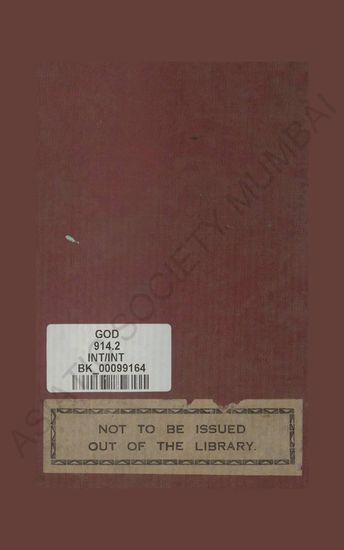 GOD
914.2
INT/INT
BK_00099164
NOT TO BE ISSUED
OUT OF THE LIBRARY.
ASIATIC SOCIETY, MUMBAI